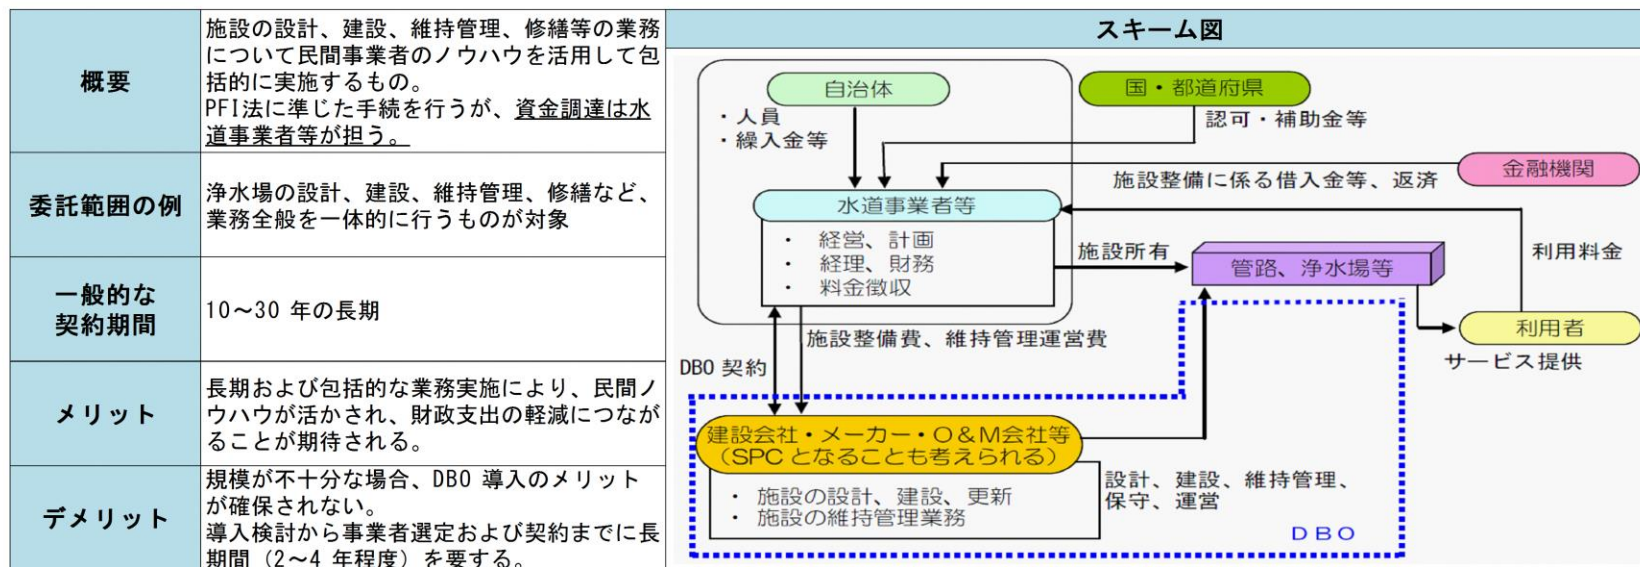 概要
施設の設計、建設、維持管理、修繕等の業務
について民間事業者のノウハウを活用して包
括的に実施するもの。
PFI法に準じた手続を行うが、資金調達は水
道事業者等が担う。
委託範囲の例
浄水場の設計、建設、維持管理、修繕など、
業務全般を一体的に行うものが対象
一般的な
契約期間
10～30 年の長期
メリット
長期および包括的な業務実施により、民間ノ
ウハウが活かされ、財政支出の軽減につなが
ることが期待される。
デメリット
規模が不十分な場合、DBO 導入のメリット
が確保されない。
導入検討から事業者選定および契約までに長
期間（2～4 年程度）を要する。
スキーム図
自治体
・人員
・繰入金等
国・都道府県
認可・補助金等
金融機関
施設整備に係る借入金等、返済
水道事業者等
・ 経営、計画
・ 経理、財務
・ 料金徴収
施設所有
管路、浄水場等
利用料金
利用者
サービス提供
施設整備費、維持管理運営費
DBO 契約
建設会社・メーカー・O＆M会社等
（SPC となることも考えられる）
・ 施設の設計、建設、更新
・ 施設の維持管理業務
設計、建設、維持管理、
保守、運営
DBO